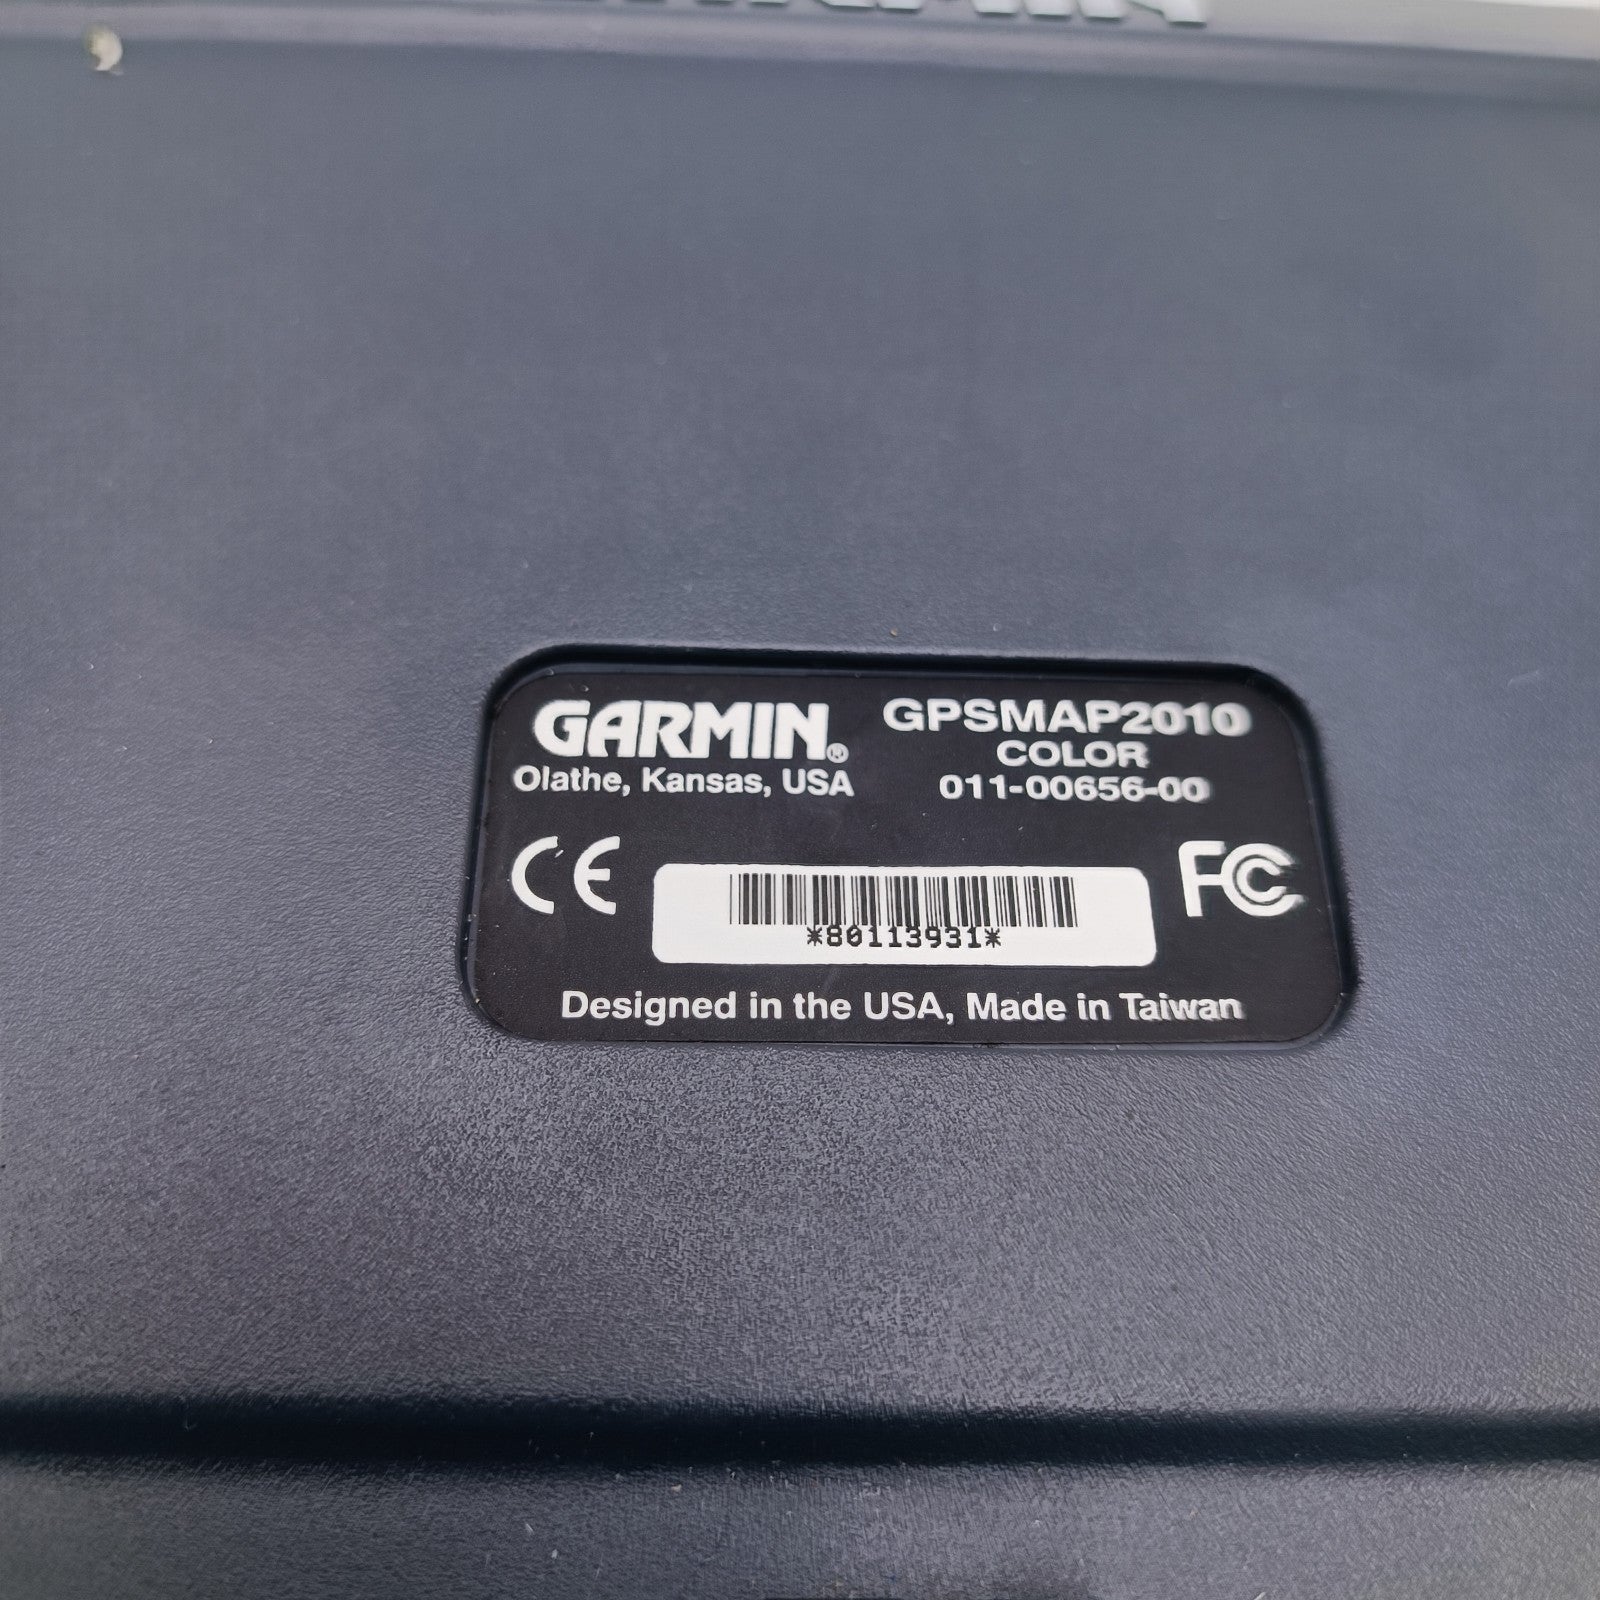 GARMIN®
Olathe, Kansas, USA
GPSMAP2010
COLOR
011-00656-00
CE
FC
*80113931*
Designed in the USA, Made in Taiwan